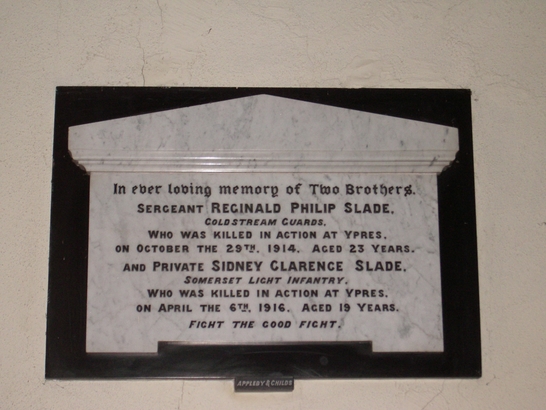 In ever loving memory of Two Brothers.
SERGEANT REGINALD PHILIP SLADE,
COLDSTREAM GUARDS,
WHO WAS KILLED IN ACTION AT YPRES,
ON OCTOBER THE 29TH, 1914. AGED 23 YEARS.
AND PRIVATE SIDNEY CLARENCE SLADE,
SOMERSET LIGHT INFANTRY,
WHO WAS KILLED IN ACTION AT YPRES,
ON APRIL THE 6TH, 1916. AGED 19 YEARS.
FIGHT THE GOOD FIGHT.
APPLEBY & CHILDS